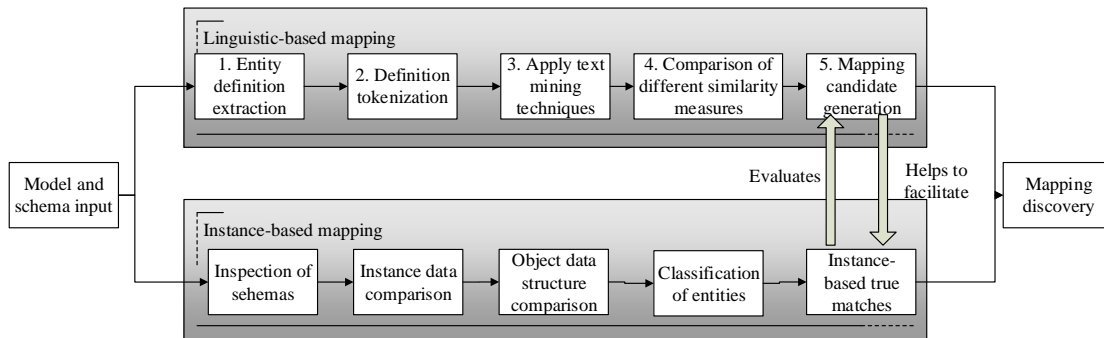 Linguistic-based mapping
1. Entity
definition
extraction
2. Definition
tokenization
3. Apply text
mining
techniques
4. Comparison of
different similarity
measures
5. Mapping
candidate
generation
Model and
schema input
Evaluates
Helps to
facilitate
Mapping
discovery
Instance-based mapping
Inspection of
sehemas
Instance data
comparison
Object data
structure
comparison
Classification
of entities
Instance-
based true
matches